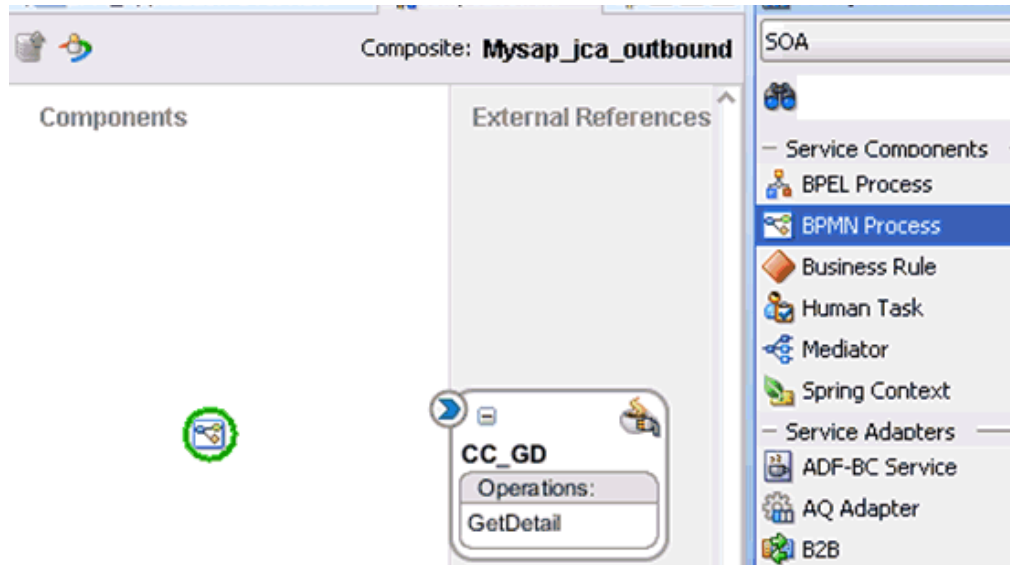 Composite: Mysap_jca_outbound
Components
External References
CC_GD
Operations:
GetDetail
SOA
Service Components
BPEL Process
BPMN Process
Business Rule
Human Task
Mediator
Spring Context
Service Adapters
ADF-BC Service
AQ Adapter
B2B